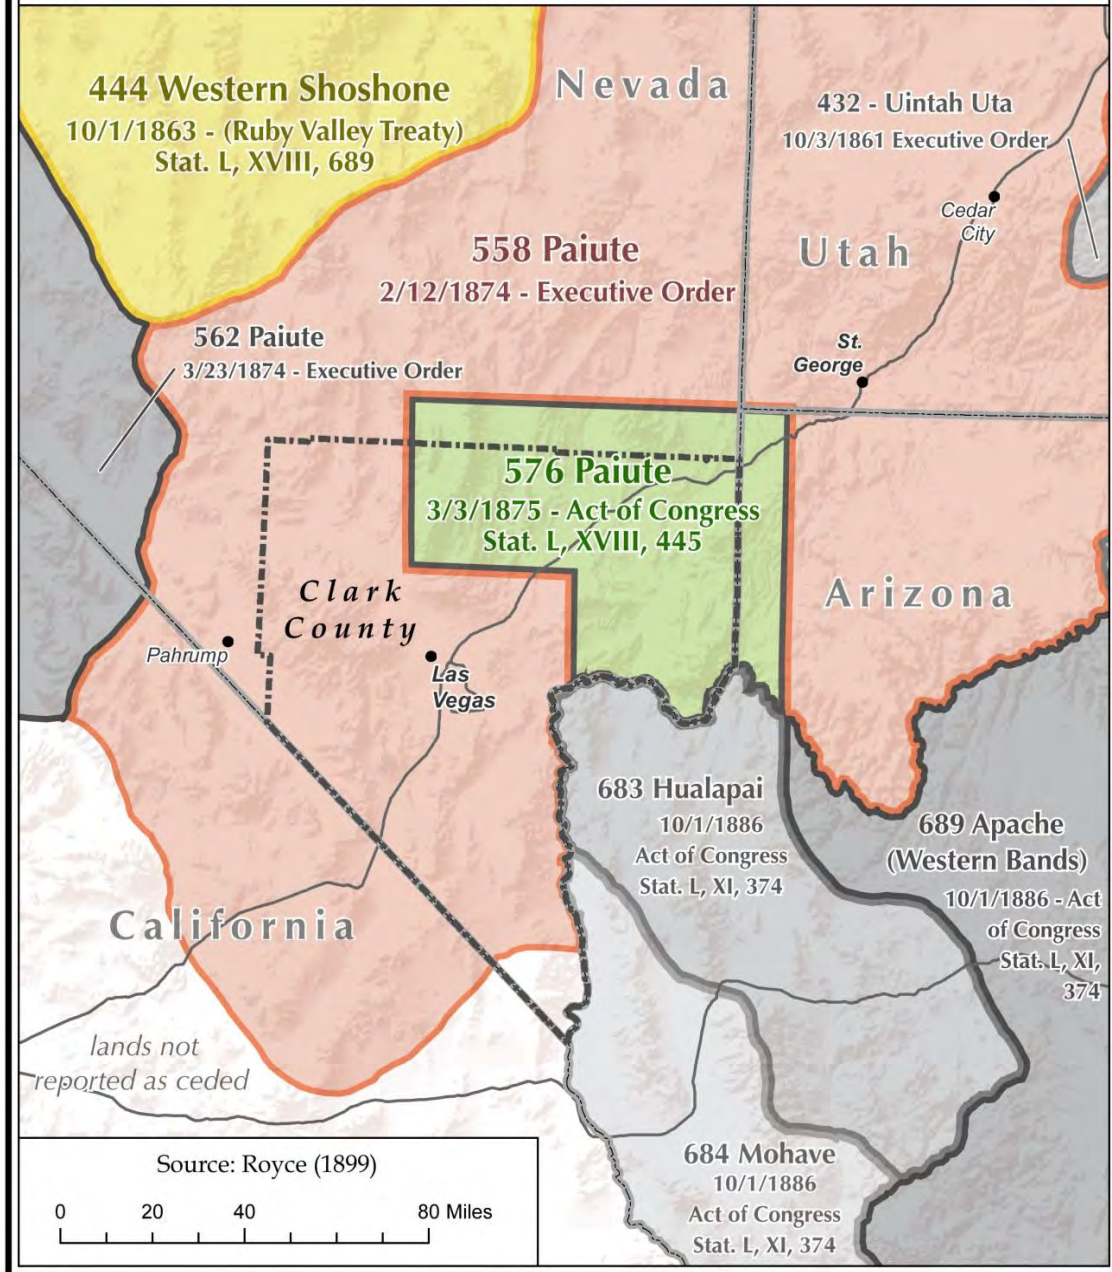 Nevada
444 Western Shoshone
10/1/1863 - (Ruby Valley Treaty)
Stat. L, XVIII, 689
432 - Uintah Uta
10/3/1861 Executive Order
Cedar
City
Utah
558 Paiute
2/12/1874 - Executive Order
562 Paiute
3/23/1874 - Executive Order
St.
George
576 Paiute
3/3/1875 - Act of Congress
Stat. L, XVIII, 445
Clark
County
Arizona
Pahrump
Las
Vegas
683 Hualapai
10/1/1886
Act of Congress
Stat. L, XI, 374
689 Apache
(Western Bands)
10/1/1886 - Act
of Congress
Stat. L, XI,
374
California
lands not
reported as ceded
684 Mohave
10/1/1886
Act of Congress
Stat. L, XI, 374
Source: Royce (1899)
0 20 40 80 Miles